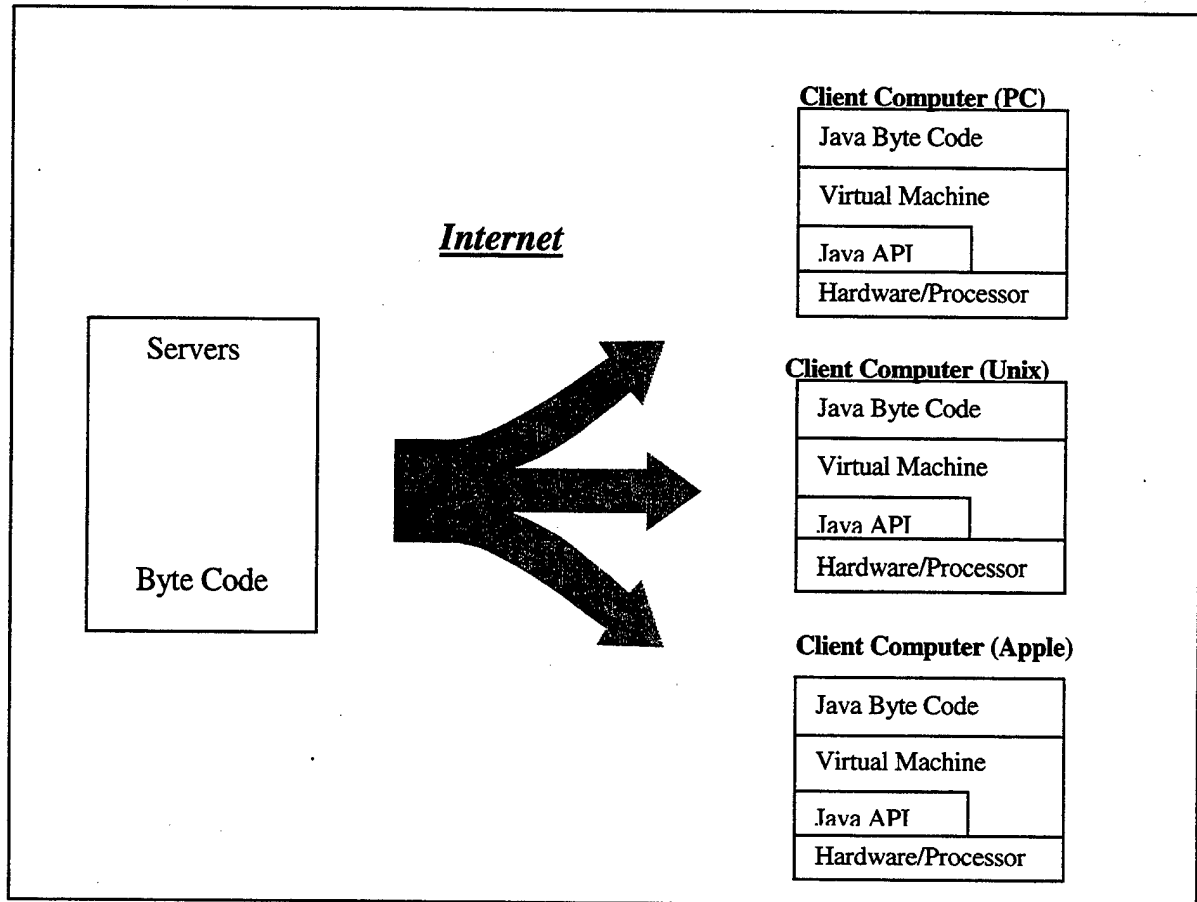 Internet
Servers
Byte Code
Client Computer (PC)
Java Byte Code
Virtual Machine
Java API
Hardware/Processor
Client Computer (Unix)
Java Byte Code
Virtual Machine
Java API
Hardware/Processor
Client Computer (Apple)
Java Byte Code
Virtual Machine
Java API
Hardware/Processor